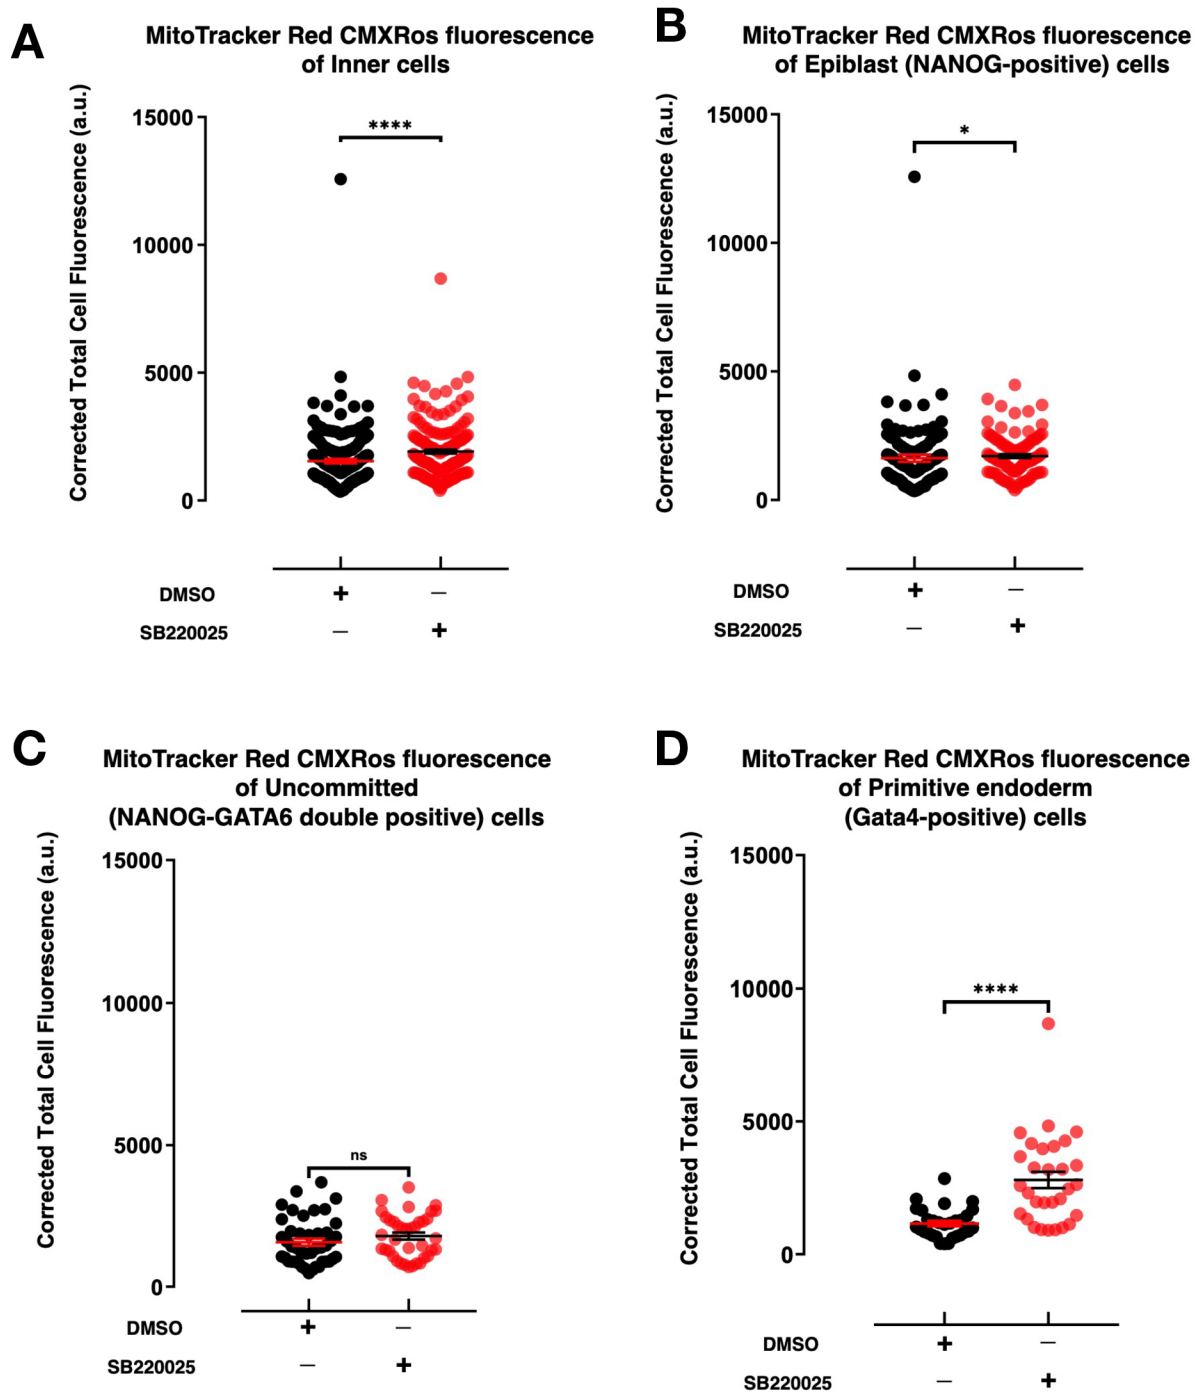 A
MitoTracker Red CMXRos fluorescence
of Inner cells
Corrected Total Cell Fluorescence (a.u.)
15000
10000
5000
0
****
DMSO + —
SB220025 — +
B
MitoTracker Red CMXRos fluorescence
of Epiblast (NANOG-positive) cells
Corrected Total Cell Fluorescence (a.u.)
15000
10000
5000
0
*
DMSO + —
SB220025 — +
C
MitoTracker Red CMXRos fluorescence
of Uncommitted
(NANOG-GATA6 double positive) cells
Corrected Total Cell Fluorescence (a.u.)
15000
10000
5000
0
ns
DMSO + —
SB220025 — +
D
MitoTracker Red CMXRos fluorescence
of Primitive endoderm
(Gata4-positive) cells
Corrected Total Cell Fluorescence (a.u.)
15000
10000
5000
0
****
DMSO + —
SB220025 — +